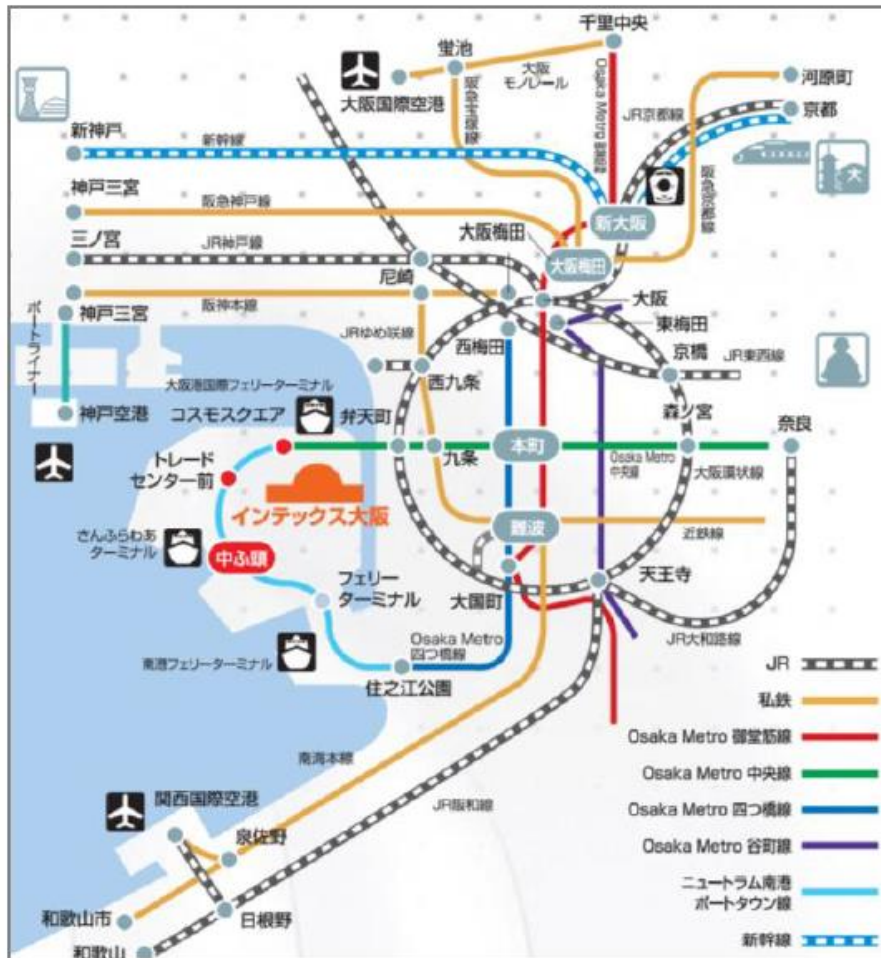 千里中央
蛍池
大阪
モノレール
大阪国際空港
河原町
京都
JR京都線
阪急宝塚線
Osaka Metro 御堂筋線
阪急京都線
新神戸
新幹線
神戸三宮
阪急神戸線
新大阪
大阪梅田
大阪梅田
三ノ宮
JR神戸線
尼崎
大阪
神戸三宮
阪神本線
東梅田
西梅田
京橋
JRゆめ咲線
JR東西線
ポートライナー
西九条
大阪港国際フェリーターミナル
神戸空港
コスモスクエア
弁天町
森ノ宮
奈良
トレード
センター前
九条
本町
Osaka Metro
中央線
大阪環状線
インテックス大阪
難波
近鉄線
さんふらわあ
ターミナル
中ふ頭
フェリー
ターミナル
大国町
天王寺
Osaka Metro
四つ橋線
JR大和路線
南港フェリーターミナル
住之江公園
JR
私鉄
Osaka Metro 御堂筋線
南海本線
Osaka Metro 中央線
関西国際空港
JR阪和線
Osaka Metro 四つ橋線
泉佐野
Osaka Metro 谷町線
ニュートラム南港
ポートタウン線
和歌山市
日根野
新幹線
和歌山
大